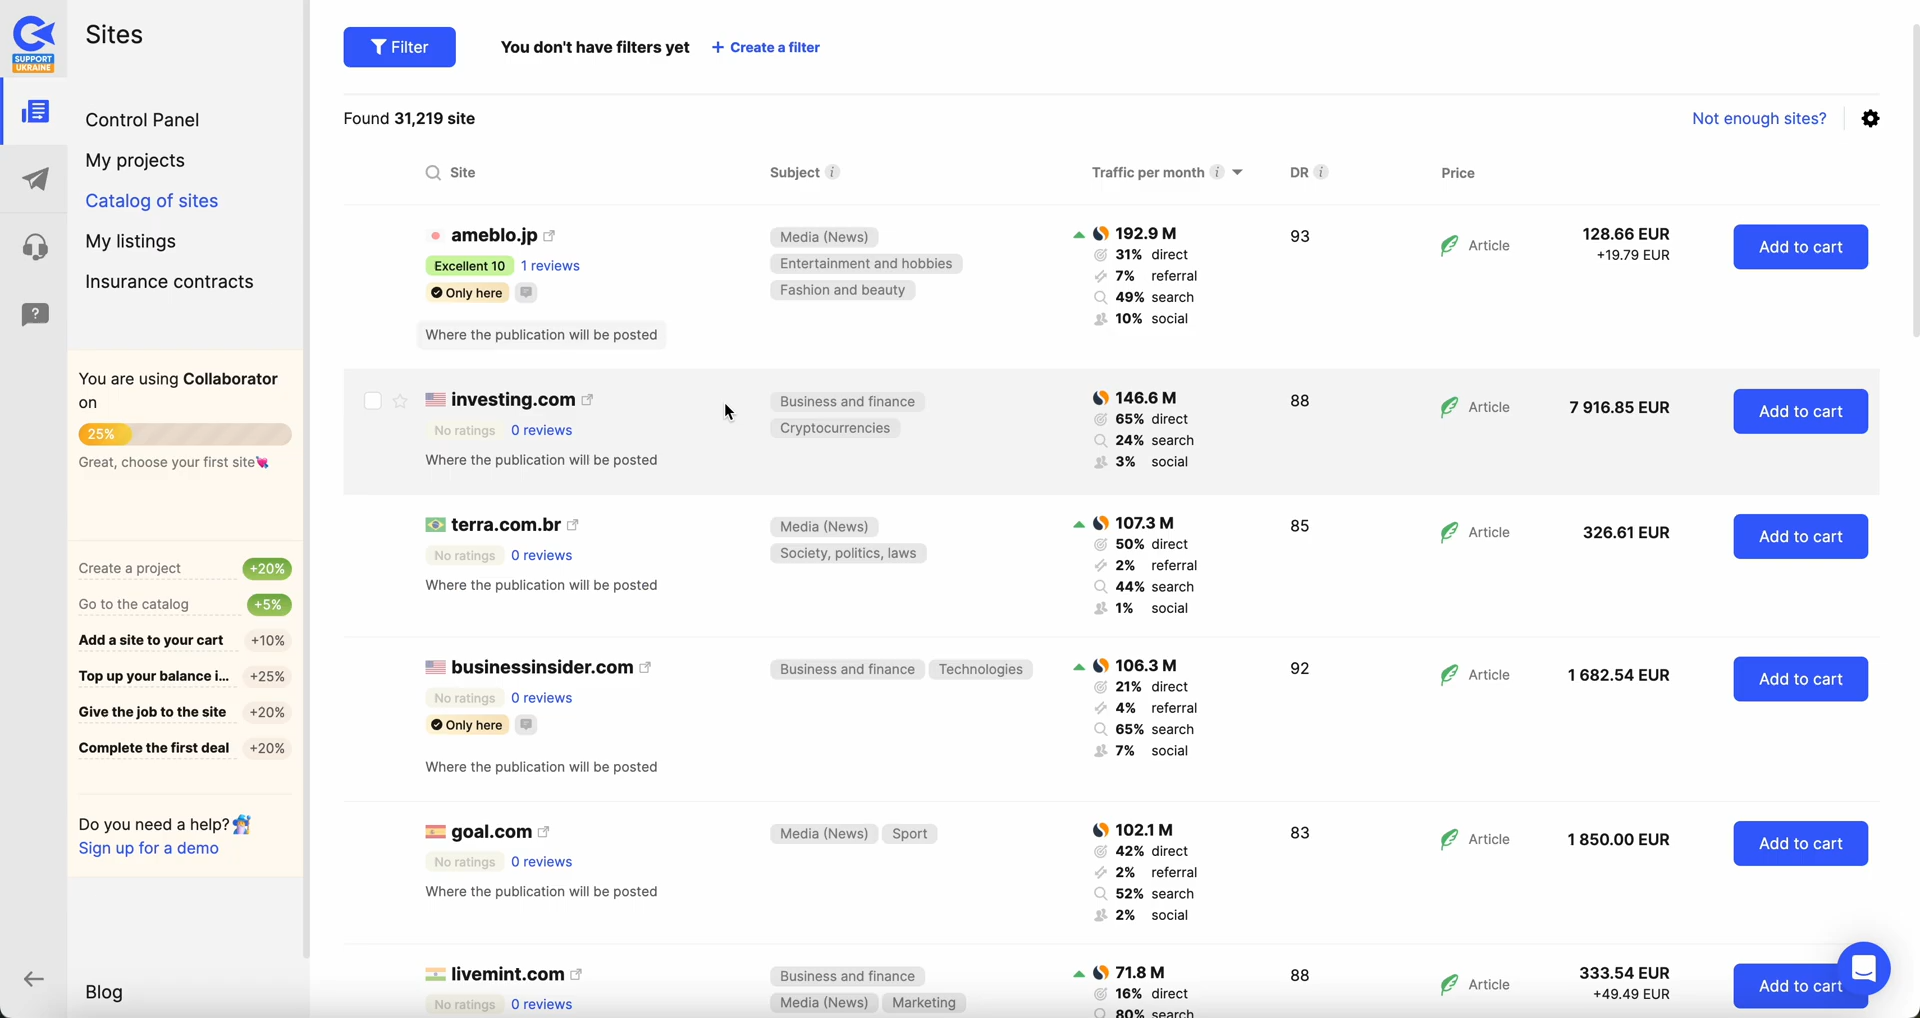 SUPPORT
UKRAINE
Sites
Control Panel
My projects
Catalog of sites
My listings
Insurance contracts
You are using Collaborator
on
25%
Great, choose your first site
Create a project +20%
Go to the catalog +5%
Add a site to your cart +10%
Top up your balance i... +25%
Give the job to the site +20%
Complete the first deal +20%
Do you need a help?
Sign up for a demo
Blog
Filter
You don't have filters yet
+ Create a filter
Found 31,219 site
Not enough sites?
Site Subject i Traffic per month i DR i Price
ameblo.jp
Excellent 10 1 reviews
Only here
Where the publication will be posted
Media (News)
Entertainment and hobbies
Fashion and beauty
192.9 M
31% direct
7% referral
49% search
10% social
93
Article
128.66 EUR
+19.79 EUR
Add to cart
investing.com
No ratings 0 reviews
Where the publication will be posted
Business and finance
Cryptocurrencies
146.6 M
65% direct
24% search
3% social
88
Article
7 916.85 EUR
Add to cart
terra.com.br
No ratings 0 reviews
Where the publication will be posted
Media (News)
Society, politics, laws
107.3 M
50% direct
2% referral
44% search
1% social
85
Article
326.61 EUR
Add to cart
businessinsider.com
No ratings 0 reviews
Only here
Where the publication will be posted
Business and finance Technologies
106.3 M
21% direct
4% referral
65% search
7% social
92
Article
1 682.54 EUR
Add to cart
goal.com
No ratings 0 reviews
Where the publication will be posted
Media (News) Sport
102.1 M
42% direct
2% referral
52% search
2% social
83
Article
1 850.00 EUR
Add to cart
livemint.com
No ratings 0 reviews
Business and finance
Media (News) Marketing
71.8 M
16% direct
80% search
88
Article
333.54 EUR
+49.49 EUR
Add to cart